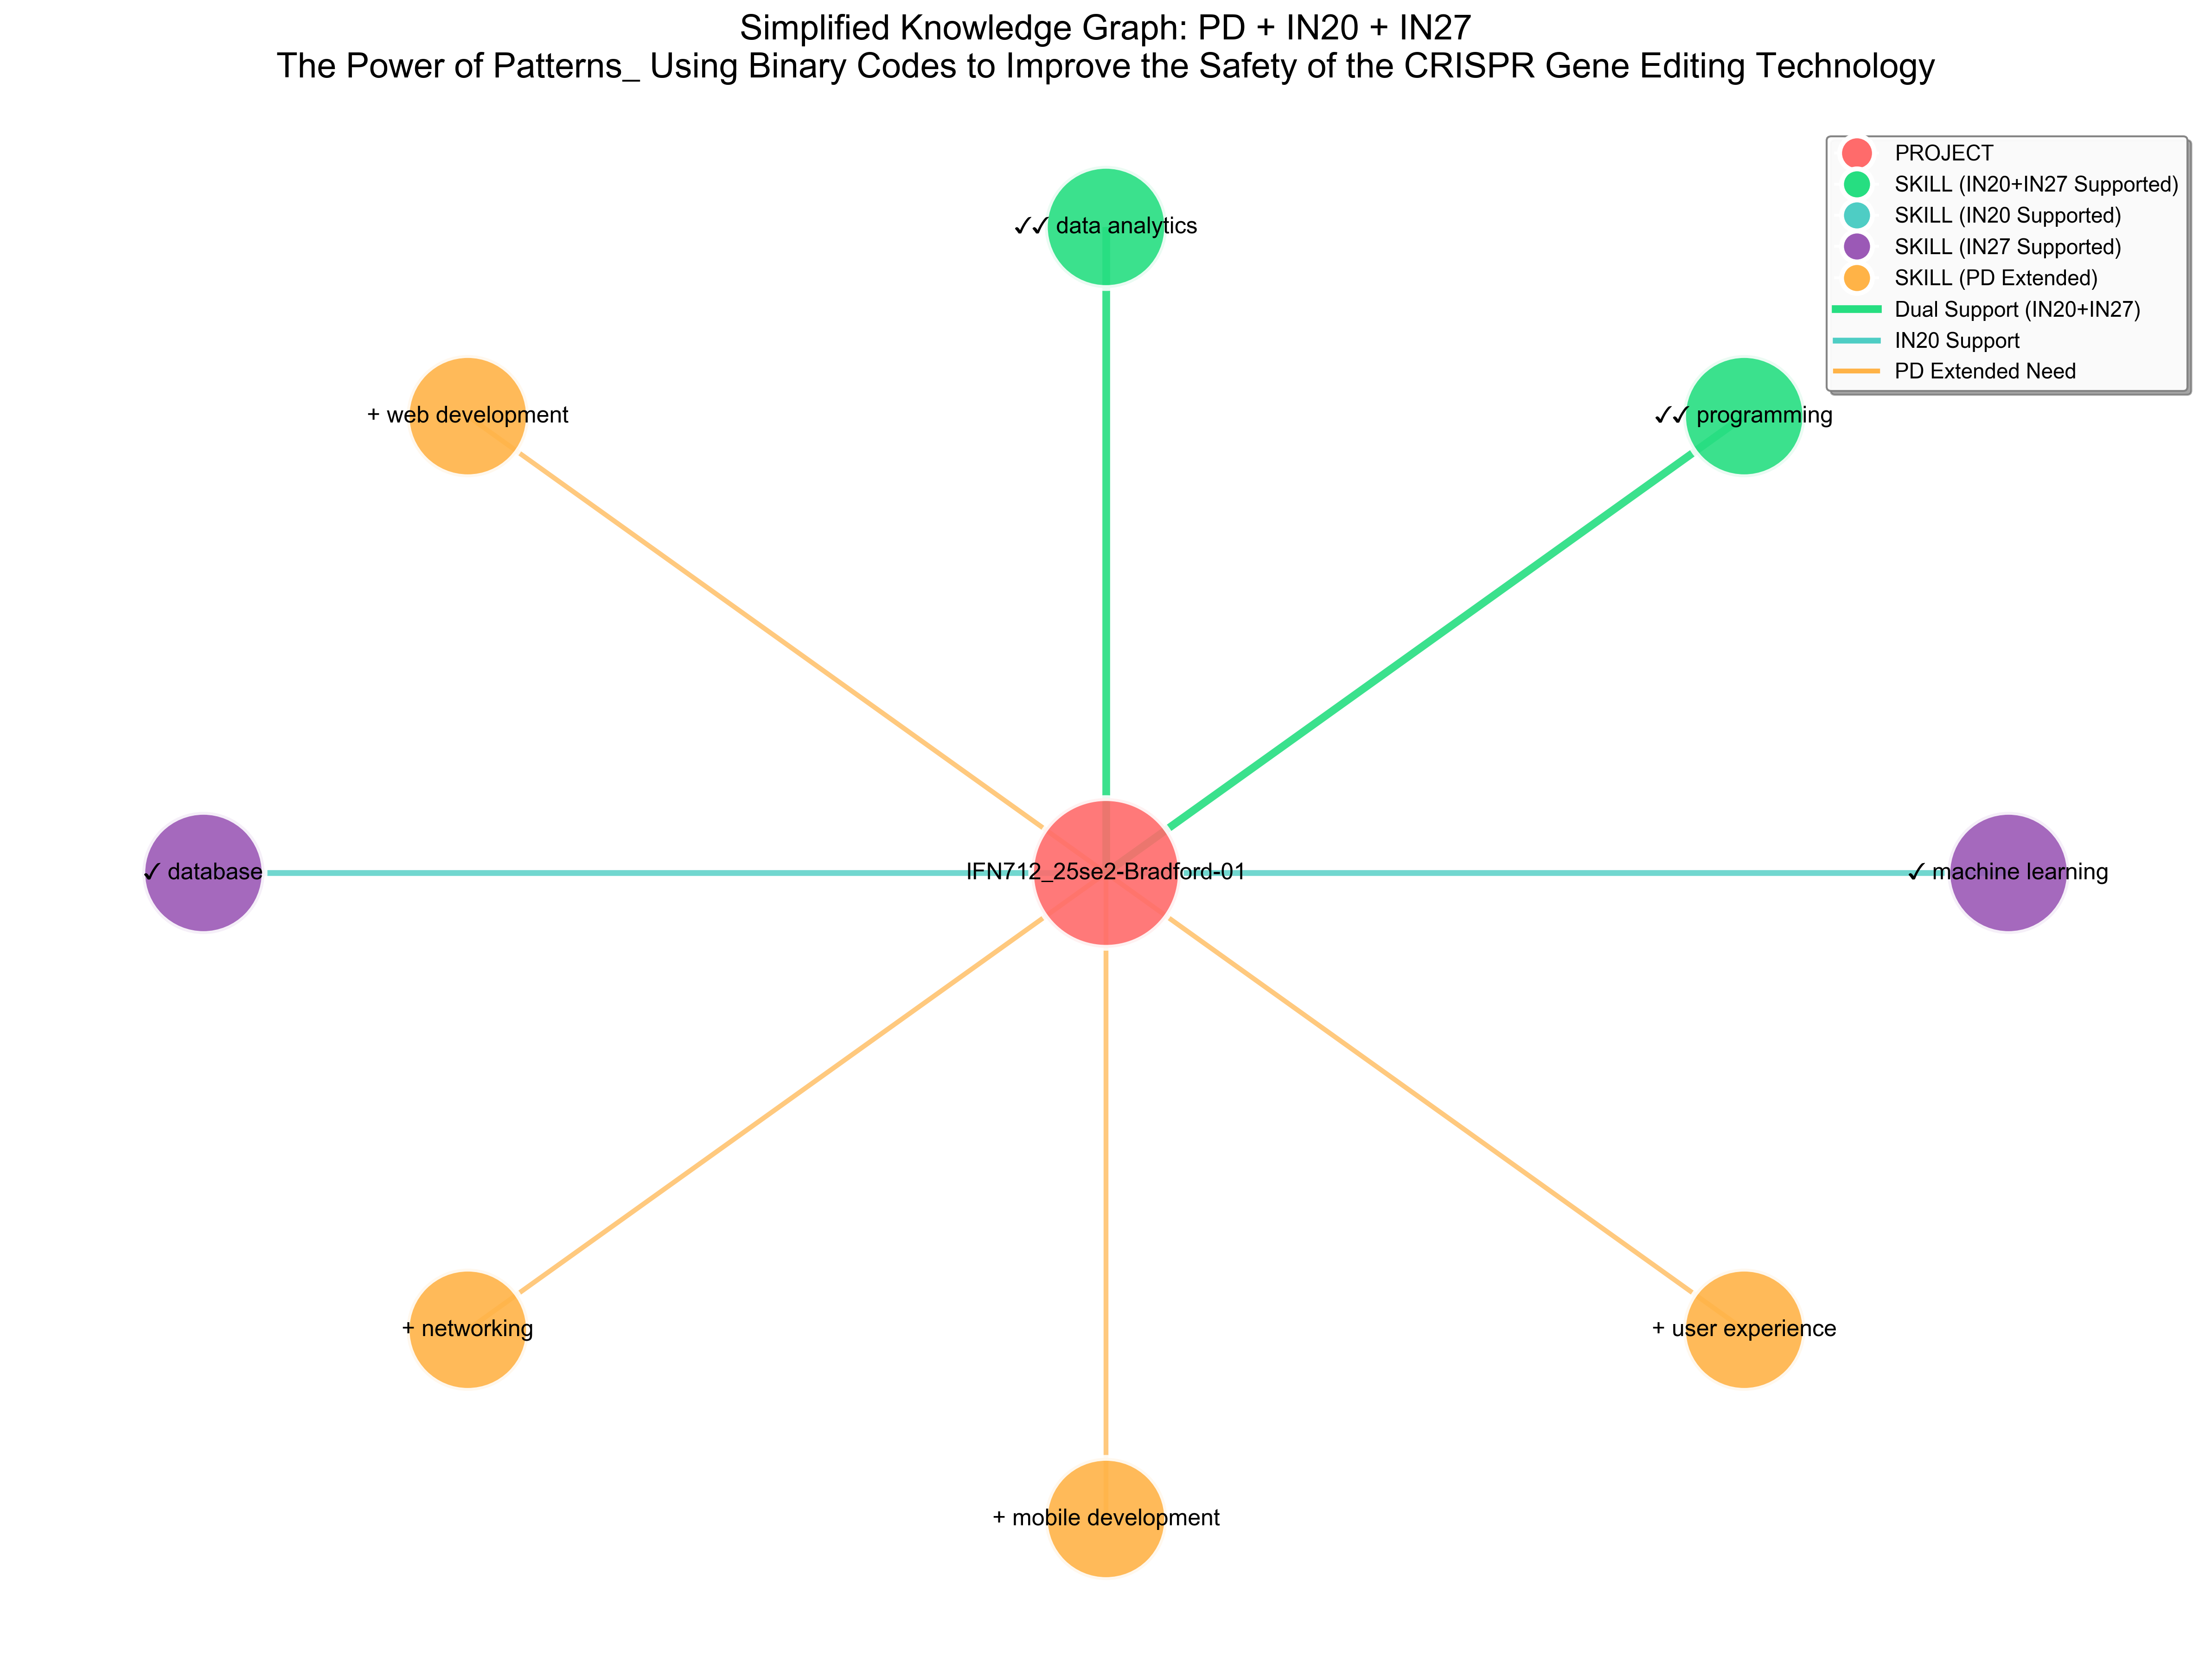 Simplified Knowledge Graph: PD + IN20 + IN27
The Power of Patterns_ Using Binary Codes to Improve the Safety of the CRISPR Gene Editing Technology
PROJECT
SKILL (IN20+IN27 Supported)
SKILL (IN20 Supported)
SKILL (IN27 Supported)
SKILL (PD Extended)
Dual Support (IN20+IN27)
IN20 Support
PD Extended Need
✓✓ data analytics
+ web development
✓✓ programming
✓ database
IFN712_25se2-Bradford-01
✓ machine learning
+ networking
+ user experience
+ mobile development